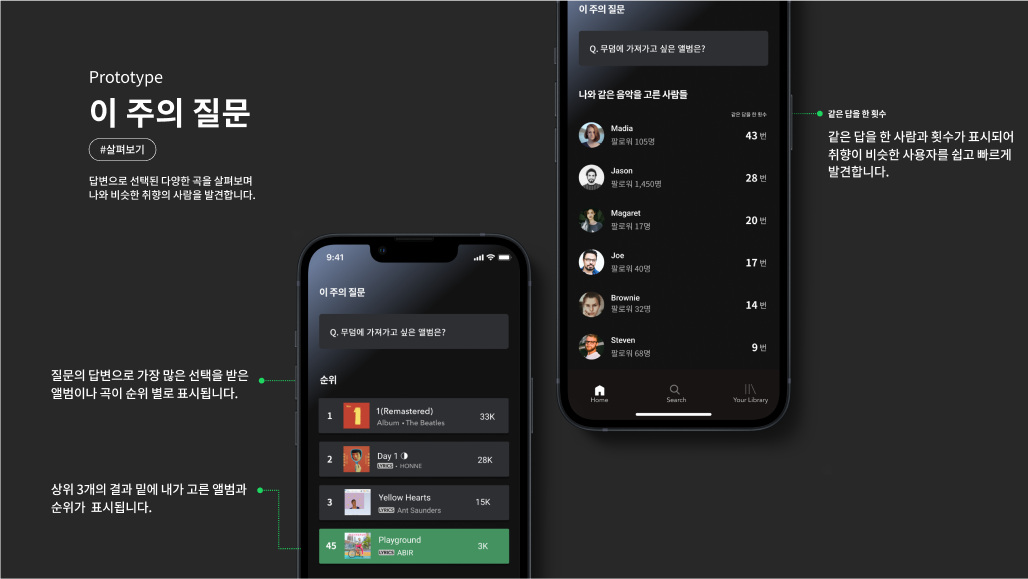 Prototype
이 주의 질문
#살펴보기
답변으로 선택된 다양한 곡을 살펴보며
나와 비슷한 취향의 사람을 발견합니다.
질문의 답변으로 가장 많은 선택을 받은
앨범이나 곡이 순위 별로 표시됩니다.
상위 3개의 결과 밑에 내가 고른 앨범과
순위가 표시됩니다.
9:41
이 주의 질문
Q. 무덤에 가져가고 싶은 앨범은?
순위
1 1(Remastered) 33K
Album • The Beatles
2 Day 1 28K
LYRICS • HONNE
3 Yellow Hearts 15K
LYRICS Ant Saunders
45 Playground 3K
LYRICS ABIR
이 주의 질문
Q. 무덤에 가져가고 싶은 앨범은?
나와 같은 음악을 고른 사람들
같은 답을 한 횟수
Madia 43 번
팔로워 105명
Jason 28 번
팔로워 1,450명
Magaret 20 번
팔로워 17명
Joe 17 번
팔로워 40명
Brownie 14 번
팔로워 32명
Steven 9 번
팔로워 68명
Home Search Your Library
같은 답을 한 횟수
같은 답을 한 사람과 횟수가 표시되어
취향이 비슷한 사용자를 쉽고 빠르게
발견합니다.